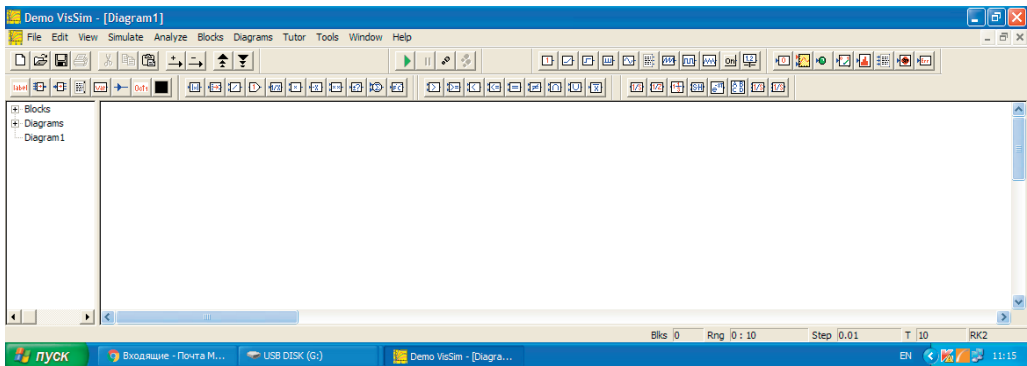 Demo VisSim - [Diagram1]
File Edit View Simulate Analyze Blocks Diagrams Tutor Tools Window Help
Blocks
Diagrams
Diagram1
Blks 0 Rng 0 : 10 Step 0.01 T 10 RK2
пуск Входящие - Почта M... USB DISK (G:) Demo VisSim - [Diagra... EN 11:15